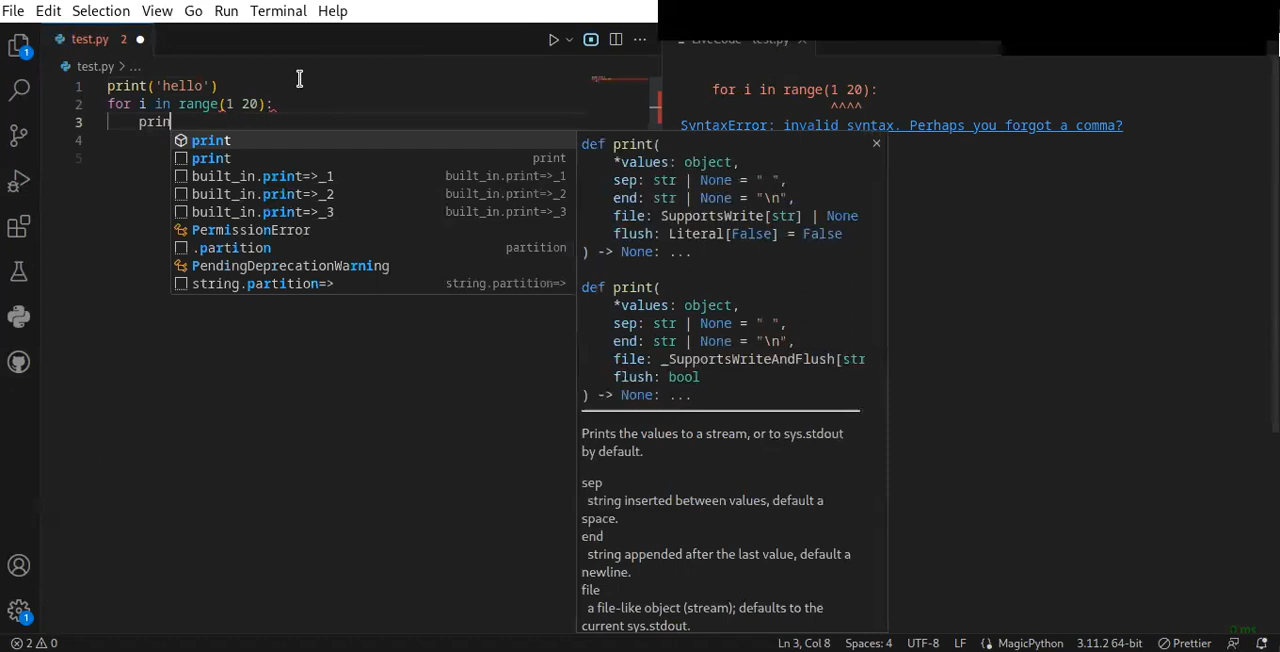 File Edit Selection View Go Run Terminal Help
test.py 2
test.py > ...
1 print('hello')
2 for i in range(1 20):
3 prin
4
5
print
print print
built_in.print=>_1 built_in.print=>_1
built_in.print=>_2 built_in.print=>_2
built_in.print=>_3 built_in.print=>_3
PermissionError
.partition partition
PendingDeprecationWarning
string.partition=> string.partition=>
def print(
*values: object,
sep: str | None = " ",
end: str | None = "\n",
file: SupportsWrite[str] | None
flush: Literal[False] = False
) -> None: ...
def print(
*values: object,
sep: str | None = " ",
end: str | None = "\n",
file: _SupportsWriteAndFlush[str
flush: bool
) -> None: ...
Prints the values to a stream, or to sys.stdout
by default.
sep
string inserted between values, default a
space.
end
string appended after the last value, default a
newline.
file
a file-like object (stream); defaults to the
current sys.stdout.
for i in range(1 20):
^^^^
SyntaxError: invalid syntax. Perhaps you forgot a comma?
1
1
0 ms
2 0
Ln 3, Col 8 Spaces: 4 UTF-8 LF MagicPython 3.11.2 64-bit Prettier